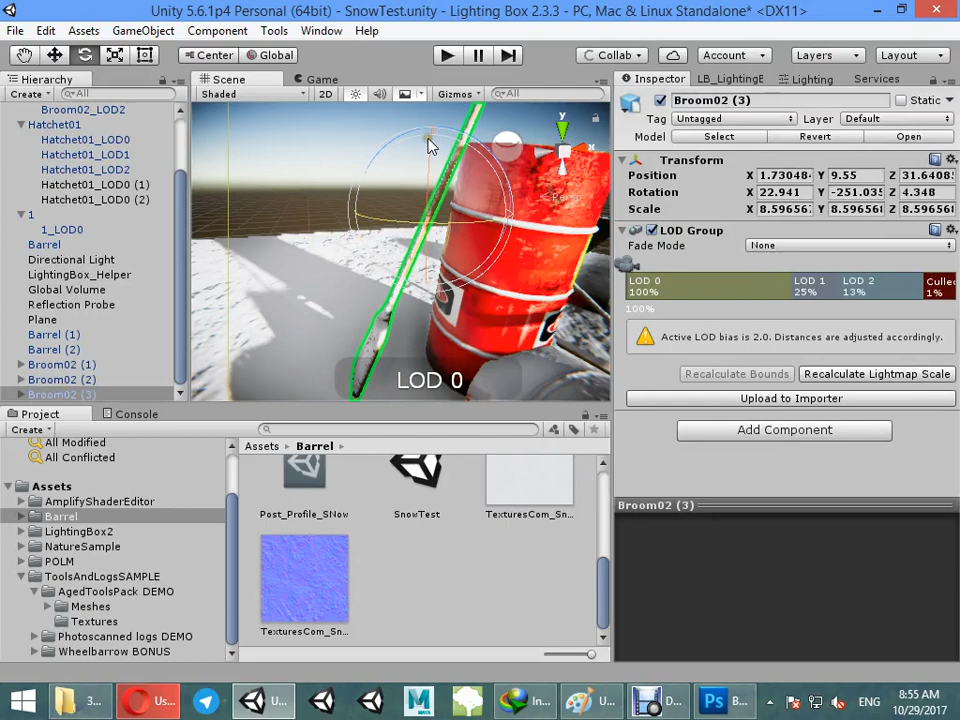 Unity 5.6.1p4 Personal (64bit) - SnowTest.unity - Lighting Box 2.3.3 - PC, Mac & Linux Standalone* <DX11>
File Edit Assets GameObject Component Tools Window Help
Center Global Collab Account Layers Layout
Hierarchy
Create All
Broom02_LOD2
Hatchet01
Hatchet01_LOD0
Hatchet01_LOD1
Hatchet01_LOD2
Hatchet01_LOD0 (1)
Hatchet01_LOD0 (2)
1
1_LOD0
Barrel
Directional Light
LightingBox_Helper
Global Volume
Reflection Probe
Plane
Barrel (1)
Barrel (2)
Broom02 (1)
Broom02 (2)
Broom02 (3)
Scene Game
Shaded 2D Gizmos All
y
x
Persp
LOD 0
Inspector LB_LightingE Lighting Services
Broom02 (3) Static
Tag Untagged Layer Default
Model Select Revert Open
Transform
Position X 1.73048 Y 9.55 Z 31.6408
Rotation X 22.941 Y -251.035 Z 4.348
Scale X 8.59656 Y 8.59656 Z 8.59656
LOD Group
Fade Mode None
LOD 0 100%
LOD 1 25%
LOD 2 13%
Culled 1%
100%
Active LOD bias is 2.0. Distances are adjusted accordingly.
Recalculate Bounds Recalculate Lightmap Scale
Upload to Importer
Add Component
Broom02 (3)
Project Console
Create
All Modified
All Conflicted
Assets
AmplifyShaderEditor
Barrel
LightingBox2
NatureSample
POLM
ToolsAndLogsSAMPLE
AgedToolsPack DEMO
Meshes
Textures
Photoscanned logs DEMO
Wheelbarrow BONUS
Assets Barrel
Post_Profile_SNow SnowTest TexturesCom_Sn...
TexturesCom_Sn...
3... Us... U... MAYA In... U... D... Ps B...
ENG
8:55 AM
10/29/2017